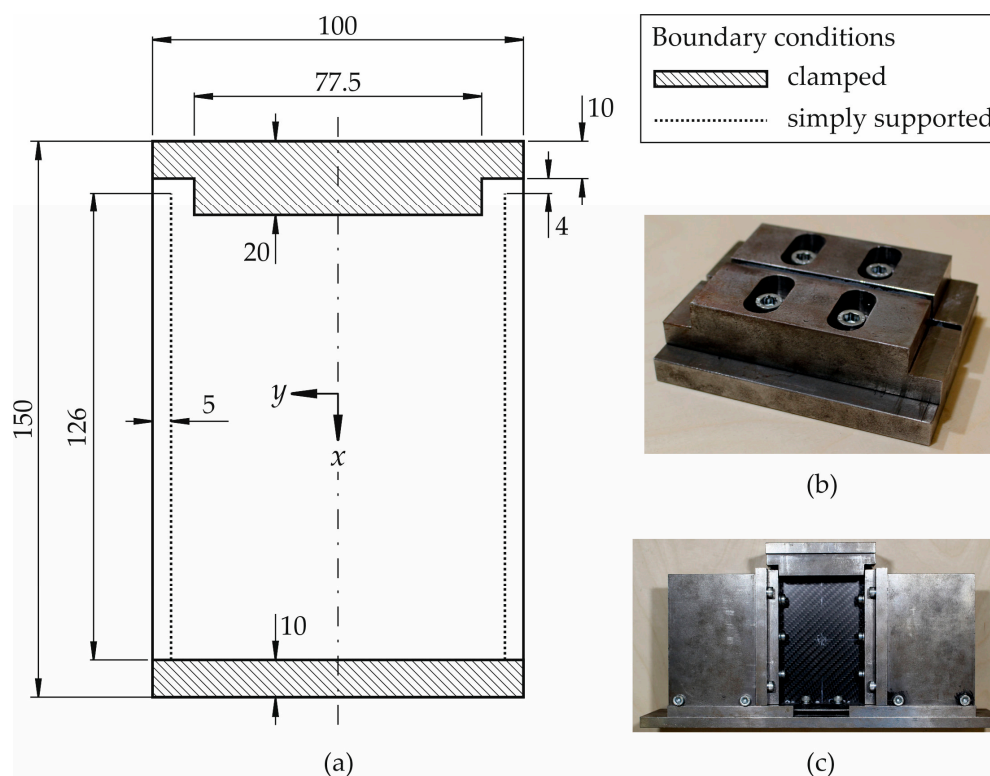 100
77.5
10
4
20
150
126
5
y
x
10
(a)
Boundary conditions
clamped
simply supported
(b)
(c)